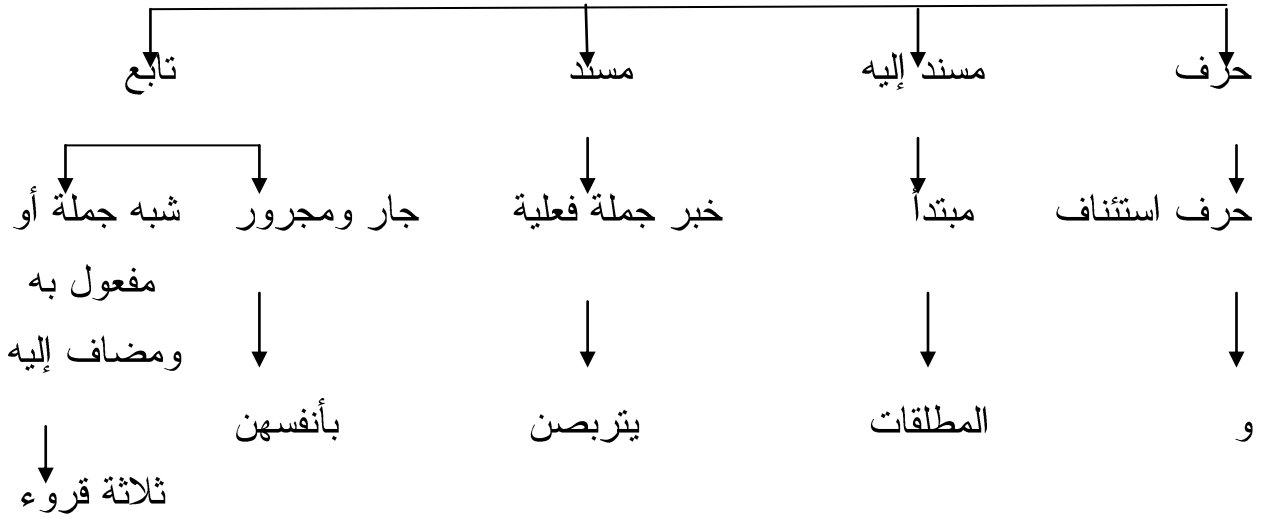 حرف مسند إليه مسند تابع
حرف استئناف مبتدأ خبر جملة فعلية جار ومجرور شبه جملة أو
مفعول به
ومضاف إليه
و المطلقات يتربصن بأنفسهن
ثلاثة قروء